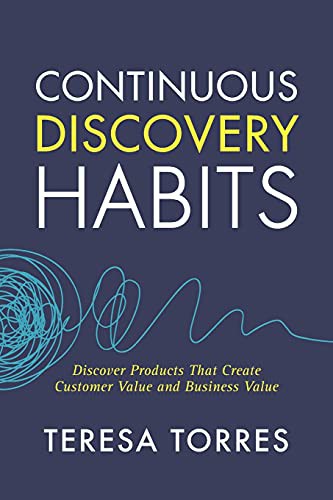 CONTINUOUS
DISCOVERY
HABITS
Discover Products That Create
Customer Value and Business Value
TERESA TORRES